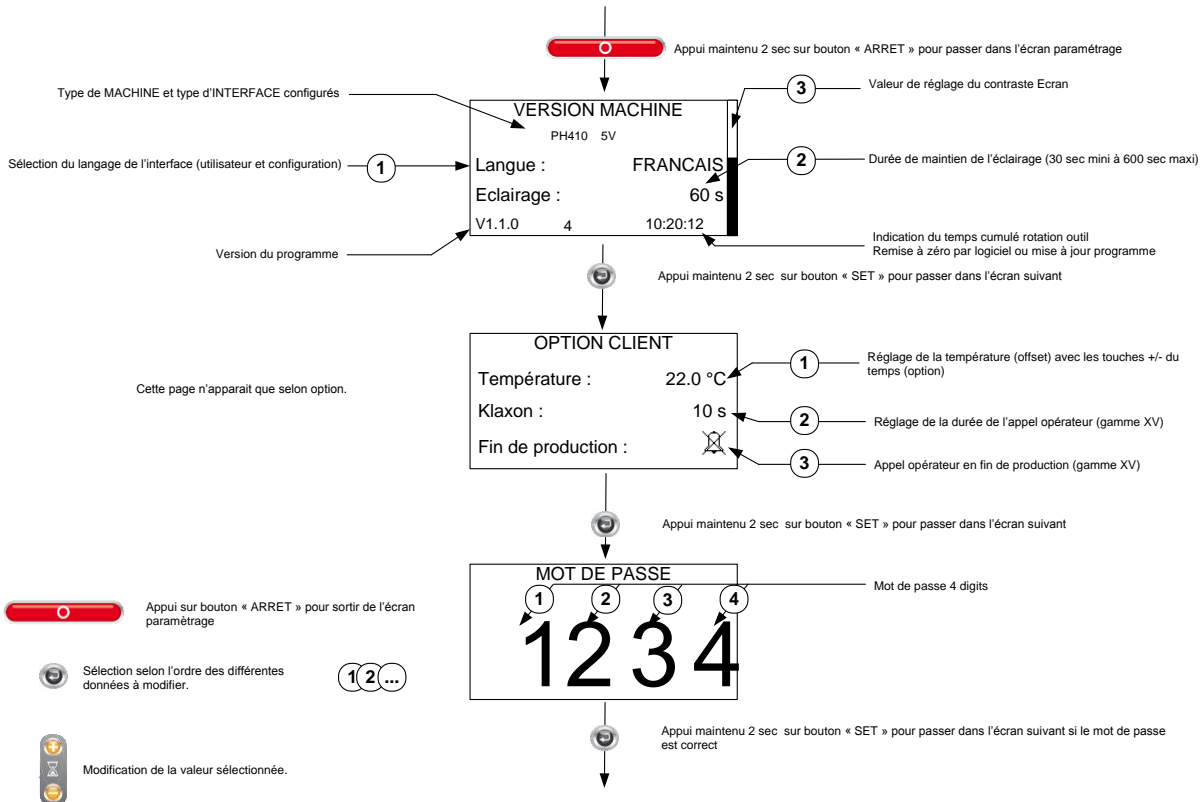 Appui maintenu 2 sec sur bouton « ARRET » pour passer dans l'écran paramétrage
Type de MACHINE et type d'INTERFACE configurés
3
Valeur de réglage du contraste Ecran
VERSION MACHINE
PH410 5V
Sélection du langage de l'interface (utilisateur et configuration)
1
Langue : FRANCAIS
2
Durée de maintien de l'éclairage (30 sec mini à 600 sec maxi)
Eclairage : 60 s
V1.1.0 4 10:20:12
Version du programme
Indication du temps cumulé rotation outil
Remise à zéro par logiciel ou mise à jour programme
Appui maintenu 2 sec sur bouton « SET » pour passer dans l'écran suivant
OPTION CLIENT
Cette page n'apparait que selon option.
Température : 22.0 °C
1
Réglage de la température (offset) avec les touches +/- du
temps (option)
Klaxon : 10 s
2
Réglage de la durée de l'appel opérateur (gamme XV)
Fin de production :
3
Appel opérateur en fin de production (gamme XV)
Appui maintenu 2 sec sur bouton « SET » pour passer dans l'écran suivant
MOT DE PASSE
1 2 3 4
Mot de passe 4 digits
1234
Appui sur bouton « ARRET » pour sortir de l'écran
paramètrage
Sélection selon l'ordre des différentes
données à modifier.
1 2 ...
Appui maintenu 2 sec sur bouton « SET » pour passer dans l'écran suivant si le mot de passe
est correct
Modification de la valeur sélectionnée.